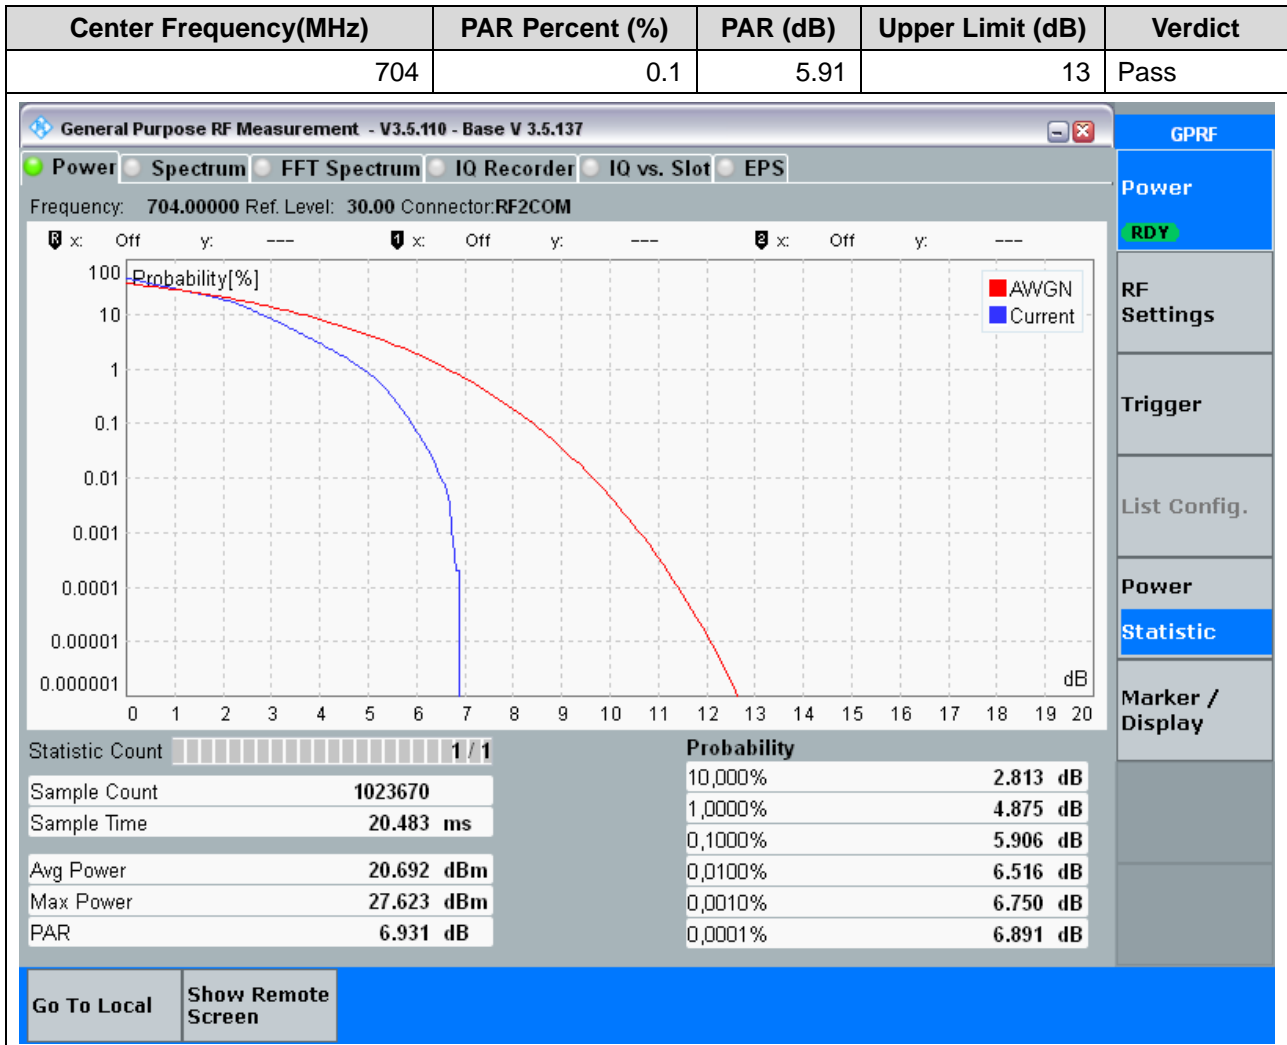 Center Frequency(MHz) PAR Percent (%) PAR (dB) Upper Limit (dB) Verdict
704 0.1 5.91 13 Pass
General Purpose RF Measurement - V3.5.110 - Base V 3.5.137
GPRF
Power Spectrum FFT Spectrum IQ Recorder IQ vs. Slot EPS
Power
RDY
Frequency: 704.00000 Ref. Level: 30.00 Connector:RF2COM
R x: Off y: --- 1 x: Off y: --- 2 x: Off y: ---
Probability[%]
AWGN
Current
100
10
1
0.1
0.01
0.001
0.0001
0.00001
0.000001
dB
0 1 2 3 4 5 6 7 8 9 10 11 12 13 14 15 16 17 18 19 20
RF
Settings
Trigger
List Config.
Power
Statistic
Marker /
Display
Statistic Count 1 / 1
Sample Count 1023670
Sample Time 20.483 ms
Avg Power 20.692 dBm
Max Power 27.623 dBm
PAR 6.931 dB
Probability
10,000% 2.813 dB
1,0000% 4.875 dB
0,1000% 5.906 dB
0,0100% 6.516 dB
0,0010% 6.750 dB
0,0001% 6.891 dB
Go To Local
Show Remote
Screen